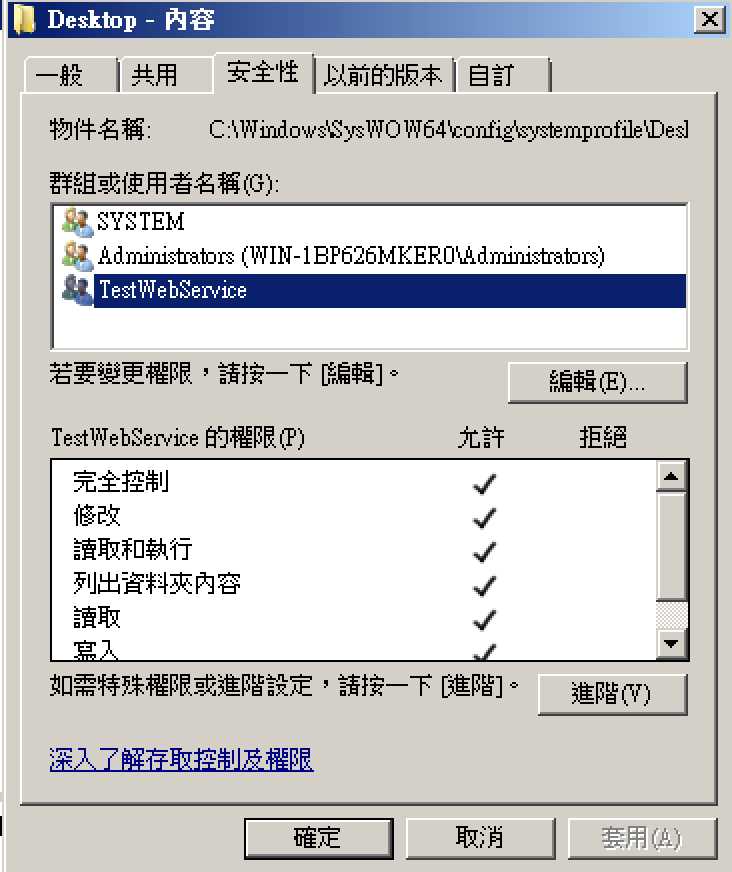 Desktop - 內容
一般 共用 安全性 以前的版本 自訂
物件名稱: C:\Windows\SysWOW64\config\systemprofile\Desl
群組或使用者名稱(G):
SYSTEM
Administrators (WIN-1BP626MKER0\Administrators)
TestWebService
若要變更權限，請按一下 [編輯]。 編輯(E)...
TestWebService 的權限(P) 允許 拒絕
完全控制
修改
讀取和執行
列出資料夾內容
讀取
寫入
如需特殊權限或進階設定，請按一下 [進階]。 進階(V)
深入了解存取控制及權限
確定 取消 套用(A)